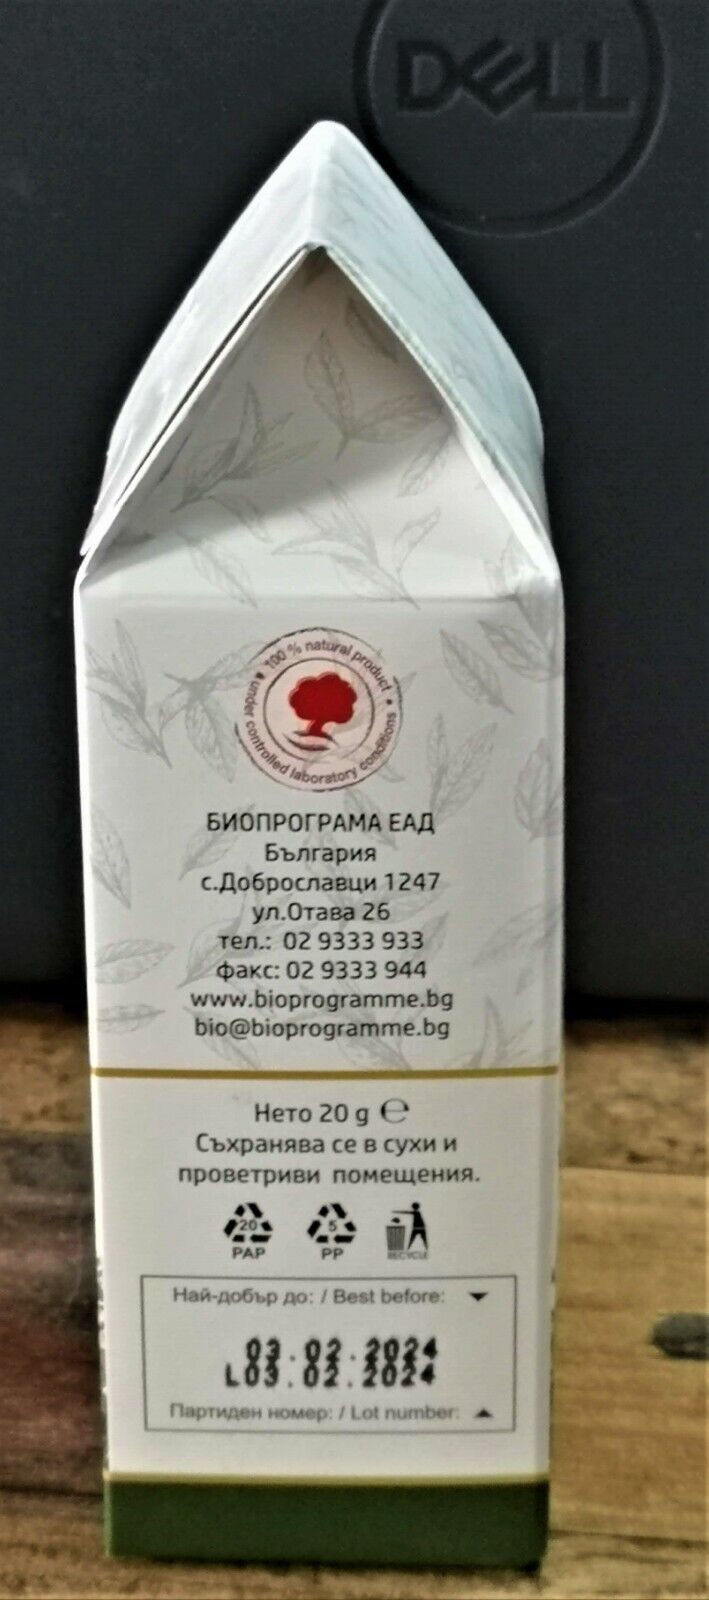 DELL
100 % natural product
under controlled laboratory conditions
БИОПРОГРАМА ЕАД
България
с.Доброславци 1247
ул.Отава 26
тел.: 02 9333 933
факс: 02 9333 944
www.bioprogramme.bg
bio@bioprogramme.bg
Нето 20 g ℮
Съхранява се в сухи и
проветриви помещения.
20 5
PAP PP RECYCLE
Най-добър до: / Best before:
03.02.2024
L03.02.2024
Партиден номер: / Lot number: